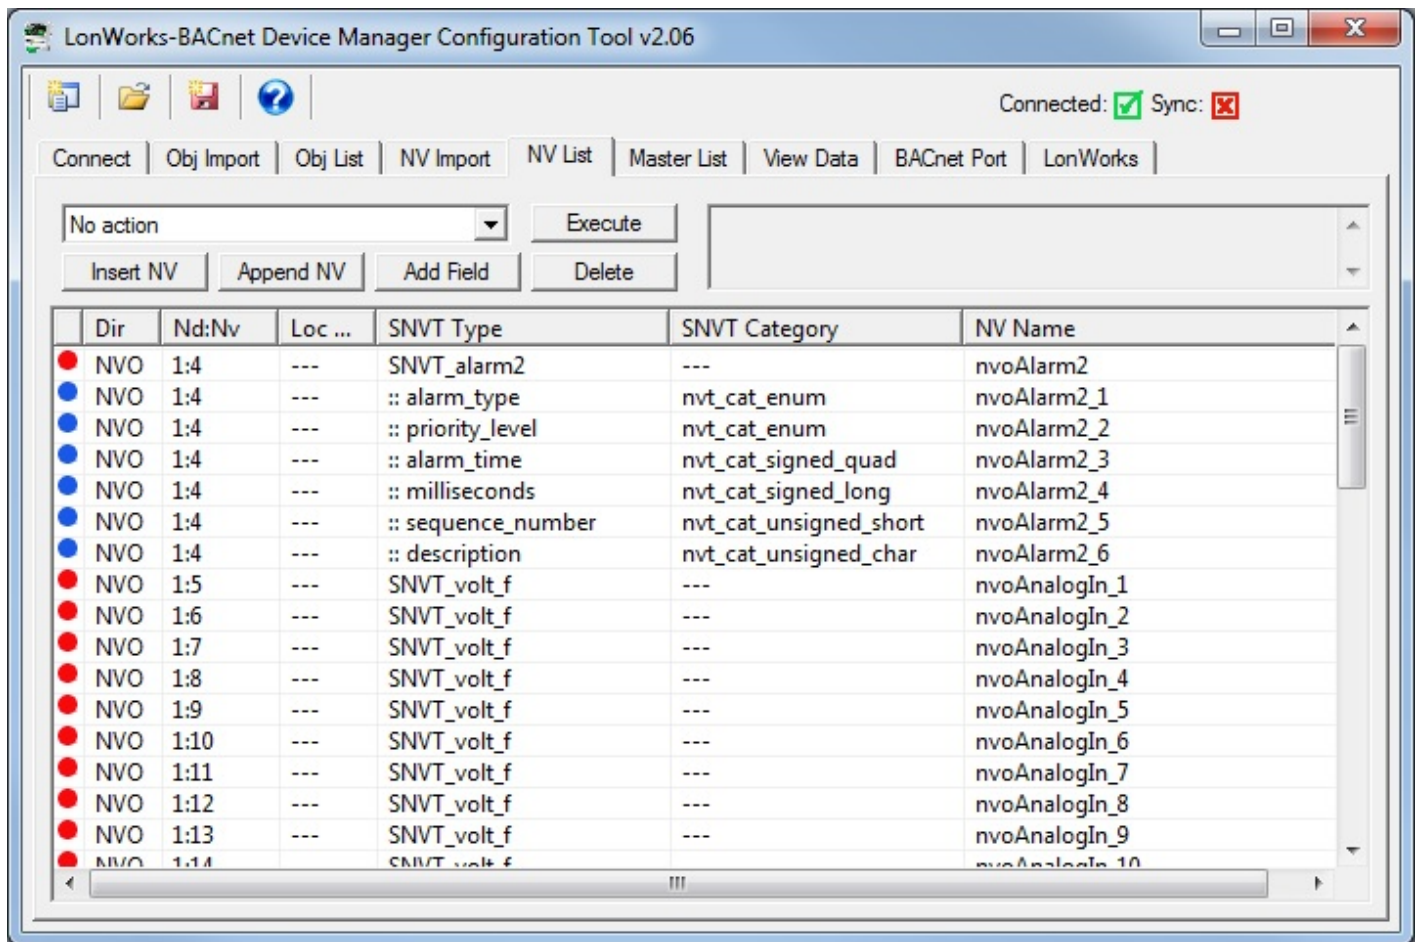 LonWorks-BACnet Device Manager Configuration Tool v2.06
Connected: Sync:
Connect Obj Import Obj List NV Import NV List Master List View Data BACnet Port LonWorks
No action Execute
Insert NV Append NV Add Field Delete
Dir Nd:Nv Loc ... SNVT Type SNVT Category NV Name
NVO 1:4 --- SNVT_alarm2 --- nvoAlarm2
NVO 1:4 --- :: alarm_type nvt_cat_enum nvoAlarm2_1
NVO 1:4 --- :: priority_level nvt_cat_enum nvoAlarm2_2
NVO 1:4 --- :: alarm_time nvt_cat_signed_quad nvoAlarm2_3
NVO 1:4 --- :: milliseconds nvt_cat_signed_long nvoAlarm2_4
NVO 1:4 --- :: sequence_number nvt_cat_unsigned_short nvoAlarm2_5
NVO 1:4 --- :: description nvt_cat_unsigned_char nvoAlarm2_6
NVO 1:5 --- SNVT_volt_f --- nvoAnalogIn_1
NVO 1:6 --- SNVT_volt_f --- nvoAnalogIn_2
NVO 1:7 --- SNVT_volt_f --- nvoAnalogIn_3
NVO 1:8 --- SNVT_volt_f --- nvoAnalogIn_4
NVO 1:9 --- SNVT_volt_f --- nvoAnalogIn_5
NVO 1:10 --- SNVT_volt_f --- nvoAnalogIn_6
NVO 1:11 --- SNVT_volt_f --- nvoAnalogIn_7
NVO 1:12 --- SNVT_volt_f --- nvoAnalogIn_8
NVO 1:13 --- SNVT_volt_f --- nvoAnalogIn_9
NVO 1:14 SNVT_volt_f nvoAnalogIn_10